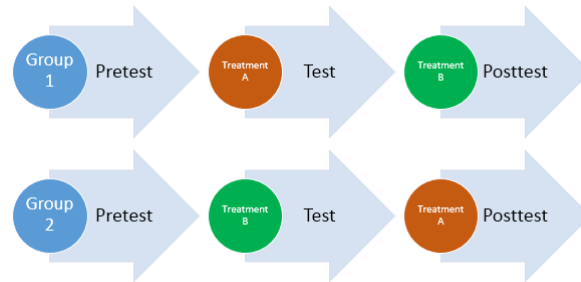 Group
1
Pretest
Treatment
A
Test
Treatment
B
Posttest
Group
2
Pretest
Treatment
B
Test
Treatment
A
Posttest